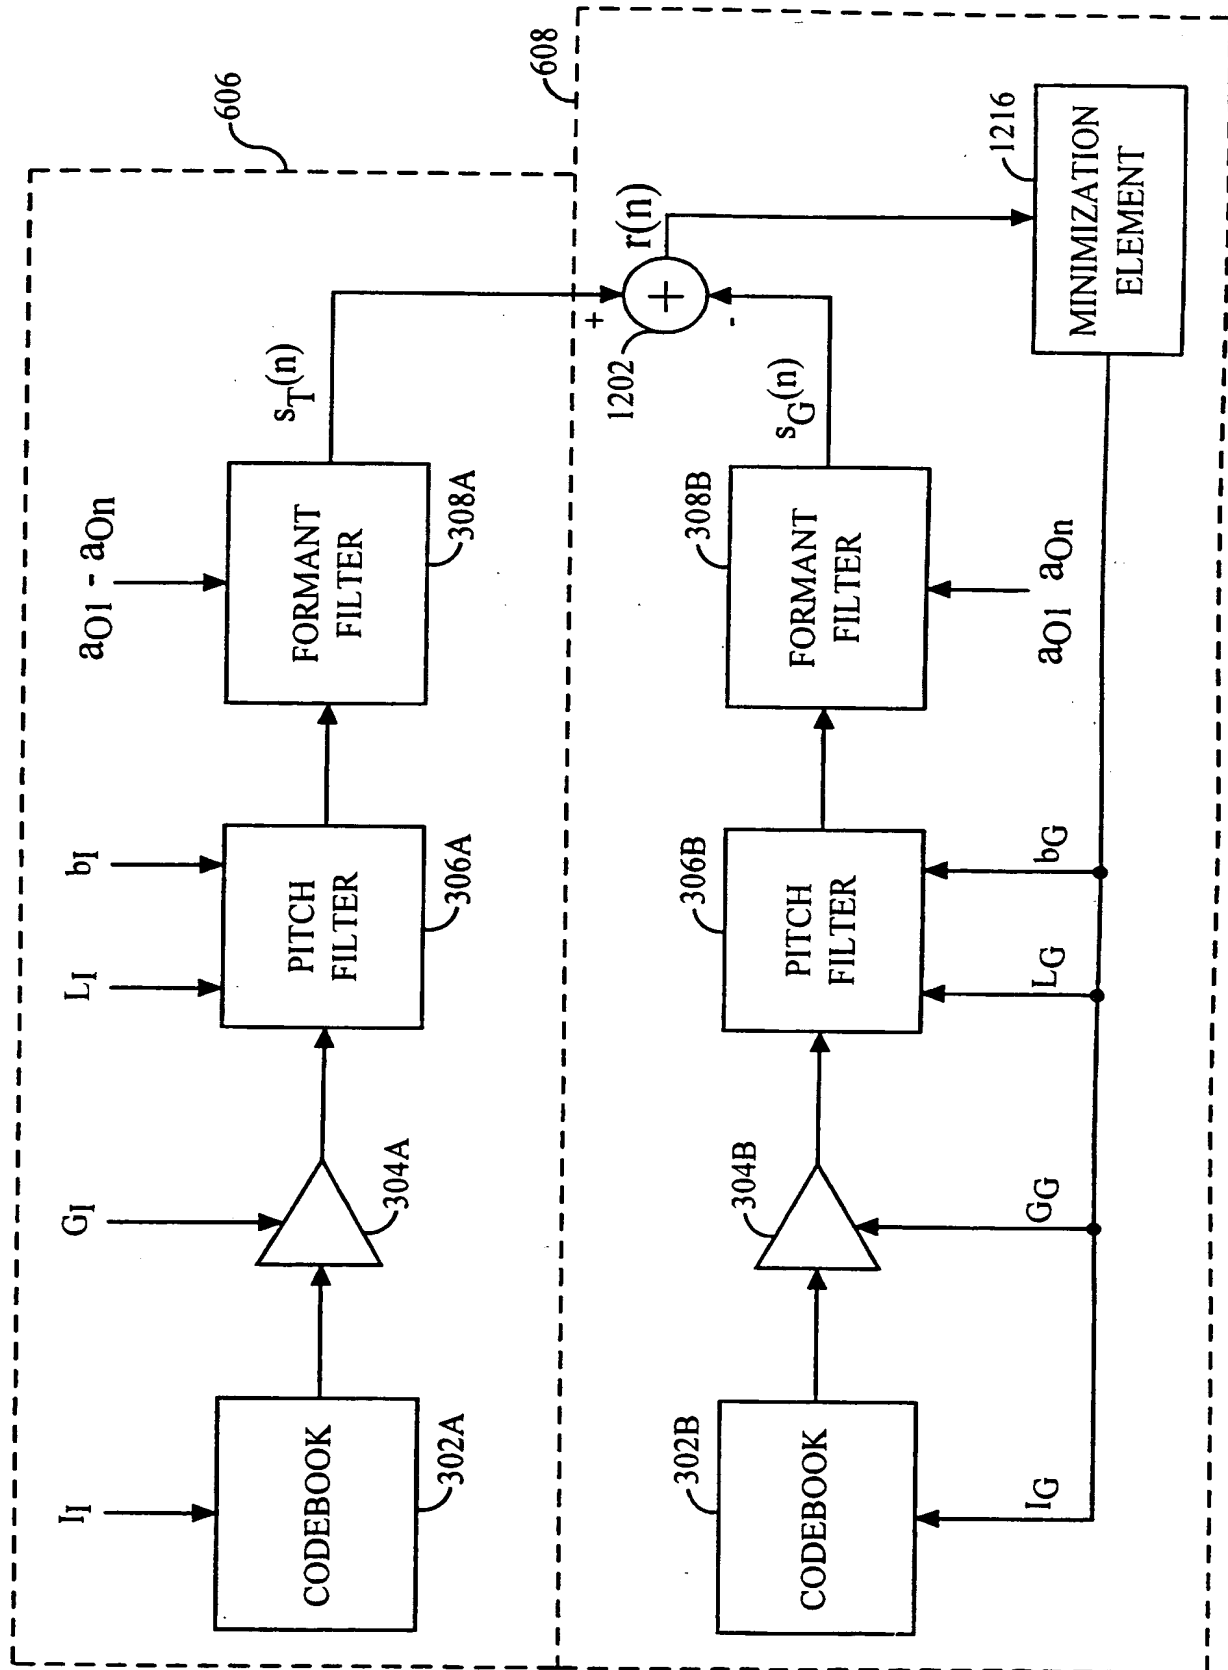 606
I_I
G_I
L_I
b_I
a_O1 - a_On
CODEBOOK
302A
304A
PITCH
FILTER
306A
FORMANT
FILTER
308A
s_T(n)
608
+
-
+
1202
r(n)
CODEBOOK
302B
304B
PITCH
FILTER
306B
FORMANT
FILTER
308B
s_G(n)
I_G
G_G
L_G
b_G
a_O1 a_On
1216
MINIMIZATION
ELEMENT